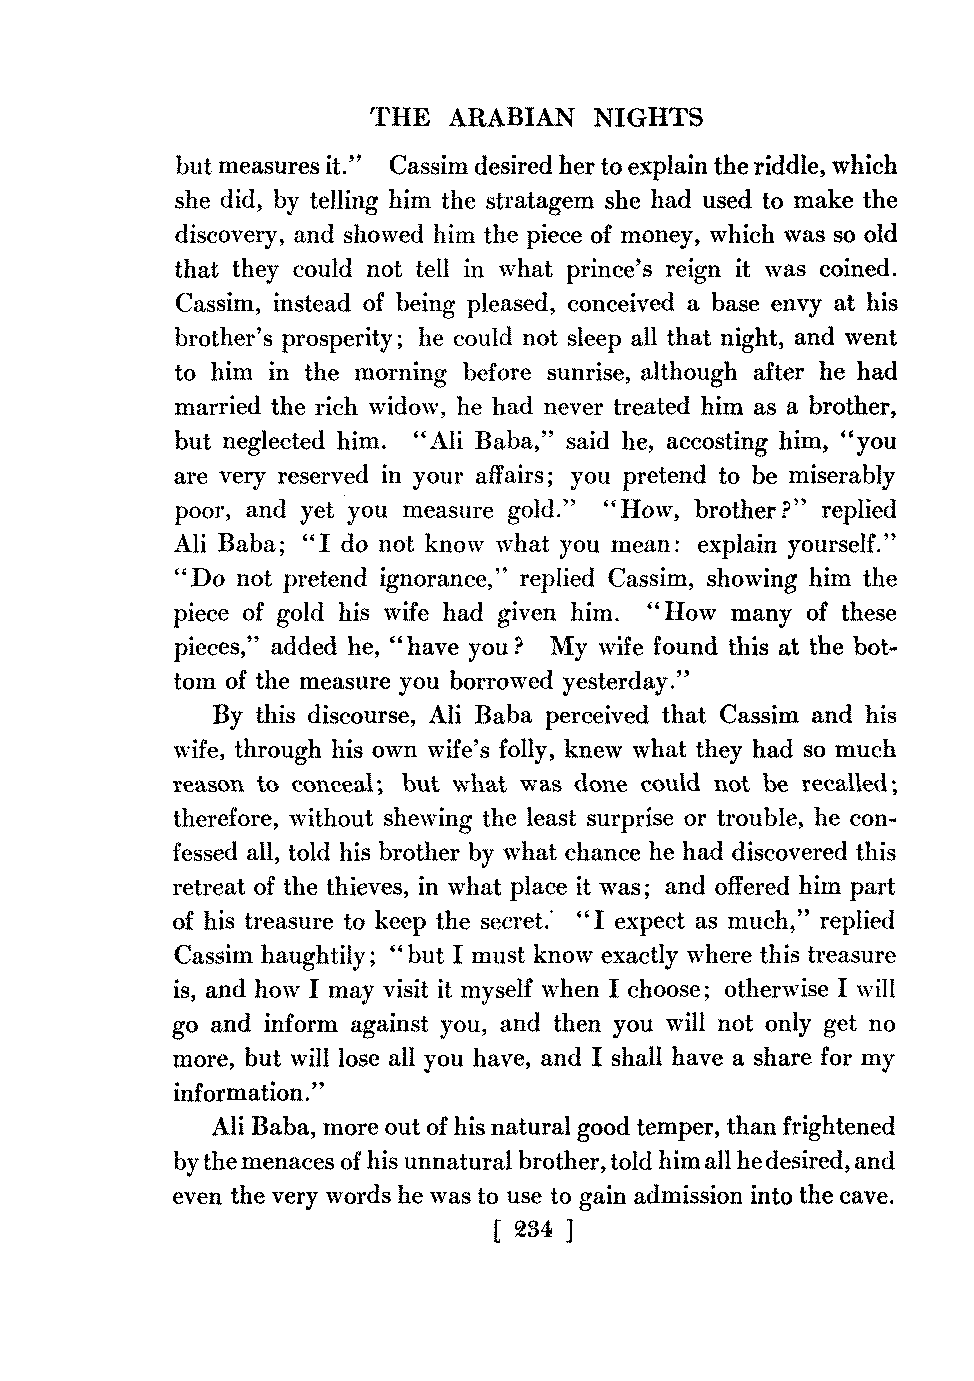 THE ARABIAN NIGHTS
but measures it.” Cassim desired her to explain the riddle, which
she did, by telling him the stratagem she had used to make the
discovery, and showed him the piece of money, which was so old
that they could not tell in what prince’s reign it was coined.
Cassim, instead of being pleased, conceived a base envy at his
brother’s prosperity; he could not sleep all that night, and went
to him in the morning before sunrise, although after he had
married the rich widow, he had never treated him as a brother,
but neglected him. “Ali Baba,” said he, accosting him, “you
are very reserved in your affairs; you pretend to be miserably
poor, and yet you measure gold.” “How, brother?” replied
Ali Baba; “I do not know what you mean: explain yourself.”
“Do not pretend ignorance,” replied Cassim, showing him the
piece of gold his wife had given him. “How many of these
pieces,” added he, “have you? My wife found this at the bot-
tom of the measure you borrowed yesterday.”
By this discourse, Ali Baba perceived that Cassim and his
wife, through his own wife’s folly, knew what they had so much
reason to conceal; but what was done could not be recalled;
therefore, without shewing the least surprise or trouble, he con-
fessed all, told his brother by what chance he had discovered this
retreat of the thieves, in what place it was; and offered him part
of his treasure to keep the secret. “I expect as much,” replied
Cassim haughtily; “but I must know exactly where this treasure
is, and how I may visit it myself when I choose; otherwise I will
go and inform against you, and then you will not only get no
more, but will lose all you have, and I shall have a share for my
information.”
Ali Baba, more out of his natural good temper, than frightened
by the menaces of his unnatural brother, told him all he desired, and
even the very words he was to use to gain admission into the cave.
[ 234 ]